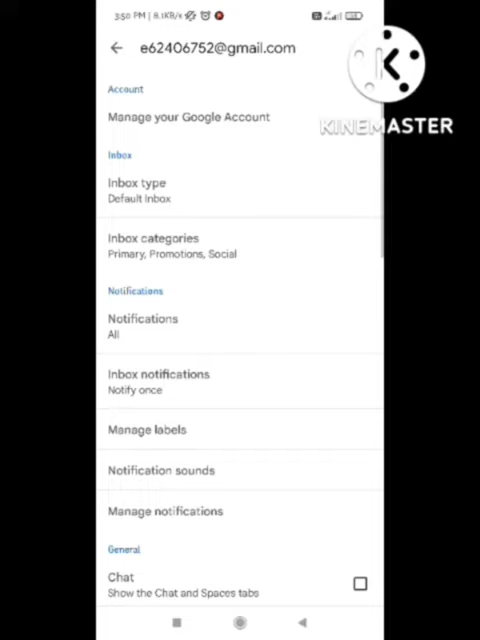 3:50 PM | 8.1KB/s
e62406752@gmail.com
KINEMASTER
Account
Manage your Google Account
Inbox
Inbox type
Default Inbox
Inbox categories
Primary, Promotions, Social
Notifications
Notifications
All
Inbox notifications
Notify once
Manage labels
Notification sounds
Manage notifications
General
Chat
Show the Chat and Spaces tabs